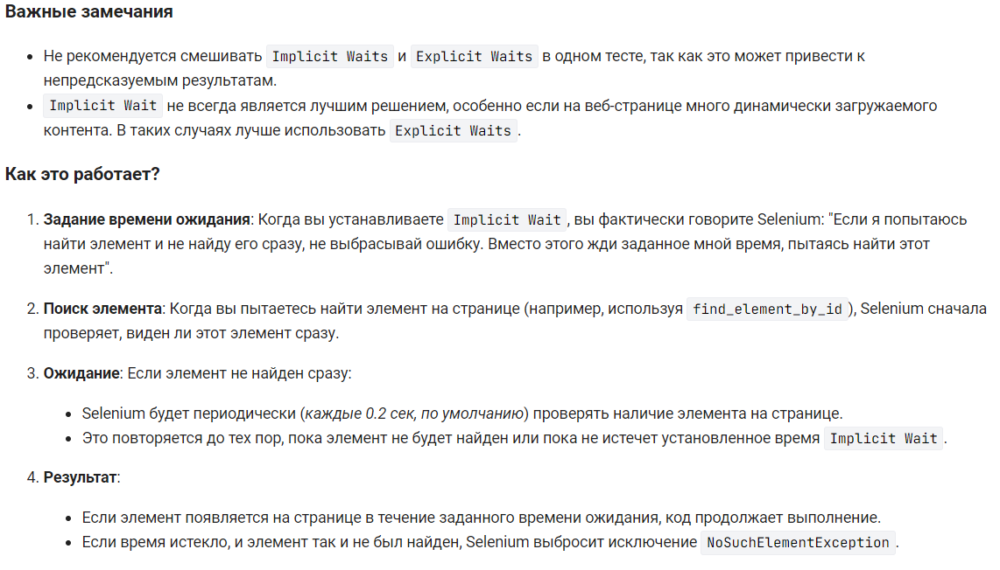 Важные замечания
• Не рекомендуется смешивать Implicit Waits и Explicit Waits в одном тесте, так как это может привести к
непредсказуемым результатам.
• Implicit Wait не всегда является лучшим решением, особенно если на веб-странице много динамически загружаемого
контента. В таких случаях лучше использовать Explicit Waits.
Как это работает?
1. Задание времени ожидания: Когда вы устанавливаете Implicit Wait, вы фактически говорите Selenium: "Если я попытаюсь
найти элемент и не найду его сразу, не выбрасывай ошибку. Вместо этого жди заданное мной время, пытаясь найти этот
элемент".
2. Поиск элемента: Когда вы пытаетесь найти элемент на странице (например, используя find_element_by_id), Selenium сначала
проверяет, виден ли этот элемент сразу.
3. Ожидание: Если элемент не найден сразу:
• Selenium будет периодически (каждые 0.2 сек, по умолчанию) проверять наличие элемента на странице.
• Это повторяется до тех пор, пока элемент не будет найден или пока не истечет установленное время Implicit Wait.
4. Результат:
• Если элемент появляется на странице в течение заданного времени ожидания, код продолжает выполнение.
• Если время истекло, и элемент так и не был найден, Selenium выбросит исключение NoSuchElementException.